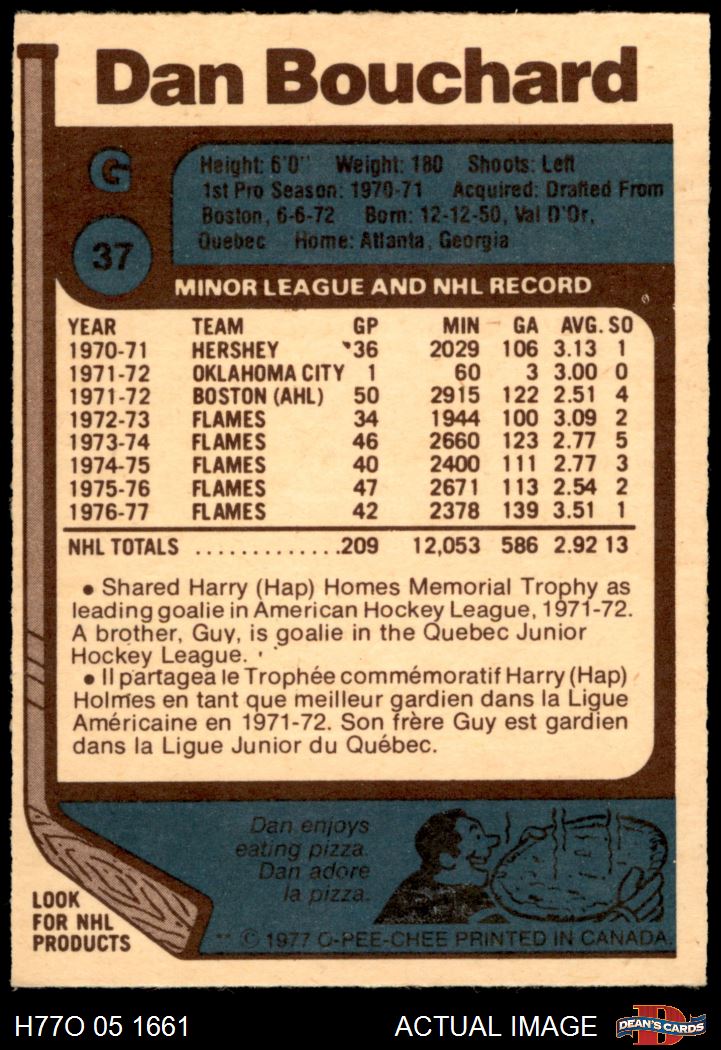 Dan Bouchard
G
37
Height: 6'0" Weight: 180 Shoots: Left
1st Pro Season: 1970-71 Acquired: Drafted From
Boston, 6-6-72 Born: 12-12-50, Val D'Or,
Quebec Home: Atlanta, Georgia
MINOR LEAGUE AND NHL RECORD
YEAR TEAM GP MIN GA AVG. SO
1970-71 HERSHEY 36 2029 106 3.13 1
1971-72 OKLAHOMA CITY 1 60 3 3.00 0
1971-72 BOSTON (AHL) 50 2915 122 2.51 4
1972-73 FLAMES 34 1944 100 3.09 2
1973-74 FLAMES 46 2660 123 2.77 5
1974-75 FLAMES 40 2400 111 2.77 3
1975-76 FLAMES 47 2671 113 2.54 2
1976-77 FLAMES 42 2378 139 3.51 1
NHL TOTALS .............209 12,053 586 2.92 13
• Shared Harry (Hap) Homes Memorial Trophy as
leading goalie in American Hockey League, 1971-72.
A brother, Guy, is goalie in the Quebec Junior
Hockey League.
• Il partagea le Trophée commémoratif Harry (Hap)
Holmes en tant que meilleur gardien dans la Ligue
Américaine en 1971-72. Son frère Guy est gardien
dans la Ligue Junior du Québec.
Dan enjoys
eating pizza.
Dan adore
la pizza.
LOOK
FOR NHL
PRODUCTS
** © 1977 O-PEE-CHEE PRINTED IN CANADA.
H77O 05 1661
ACTUAL IMAGE
D
DEAN'S CARDS